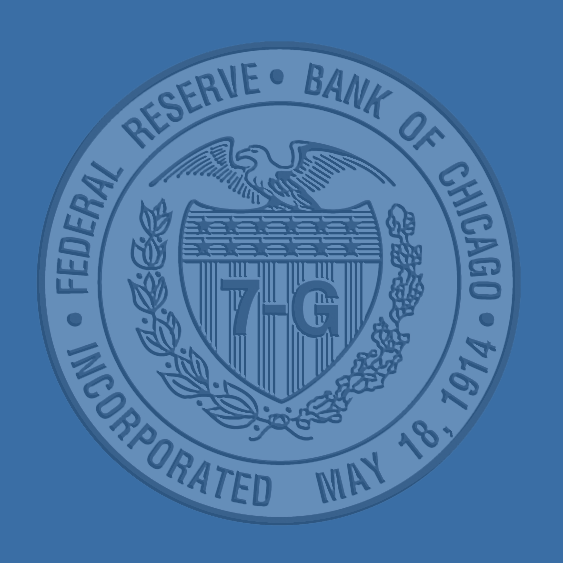 FEDERAL RESERVE • BANK OF CHICAGO •
INCORPORATED MAY 18, 1914 •
7-G